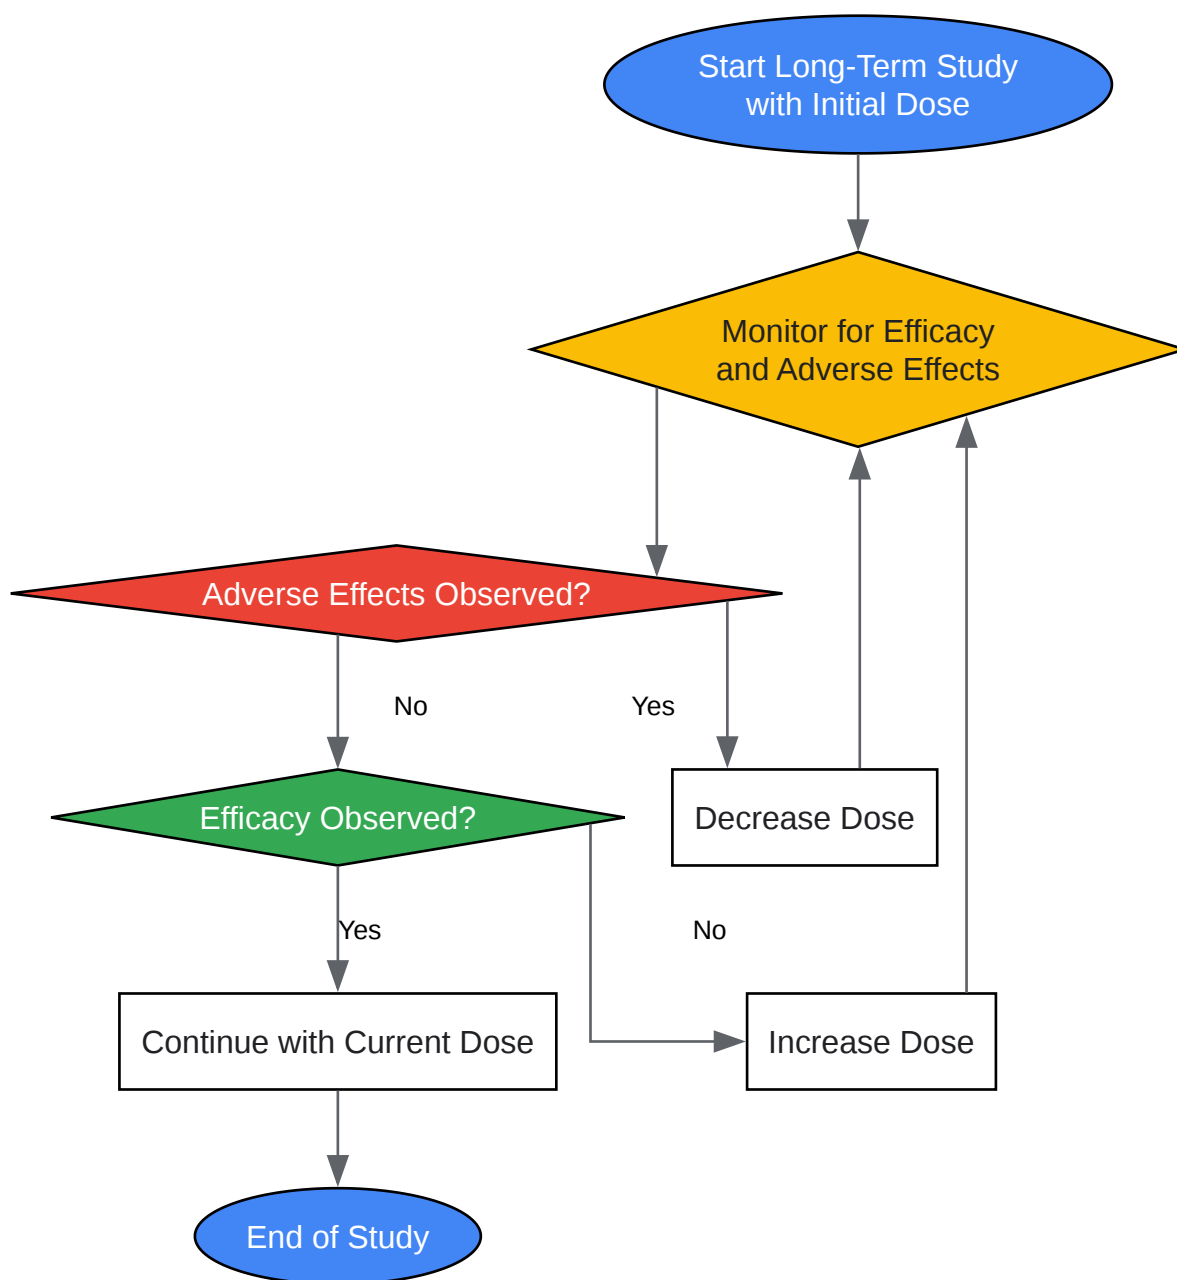 Start Long-Term Study
with Initial Dose
Monitor for Efficacy
and Adverse Effects
Adverse Effects Observed?
No
Yes
Efficacy Observed?
Decrease Dose
Yes
No
Continue with Current Dose
Increase Dose
End of Study